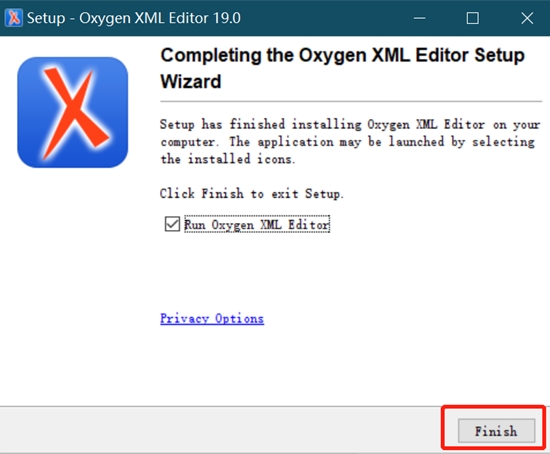 Setup - Oxygen XML Editor 19.0
Completing the Oxygen XML Editor Setup
Wizard
Setup has finished installing Oxygen XML Editor on your
computer. The application may be launched by selecting
the installed icons.
Click Finish to exit Setup.
Run Oxygen XML Editor
Privacy Options
Finish